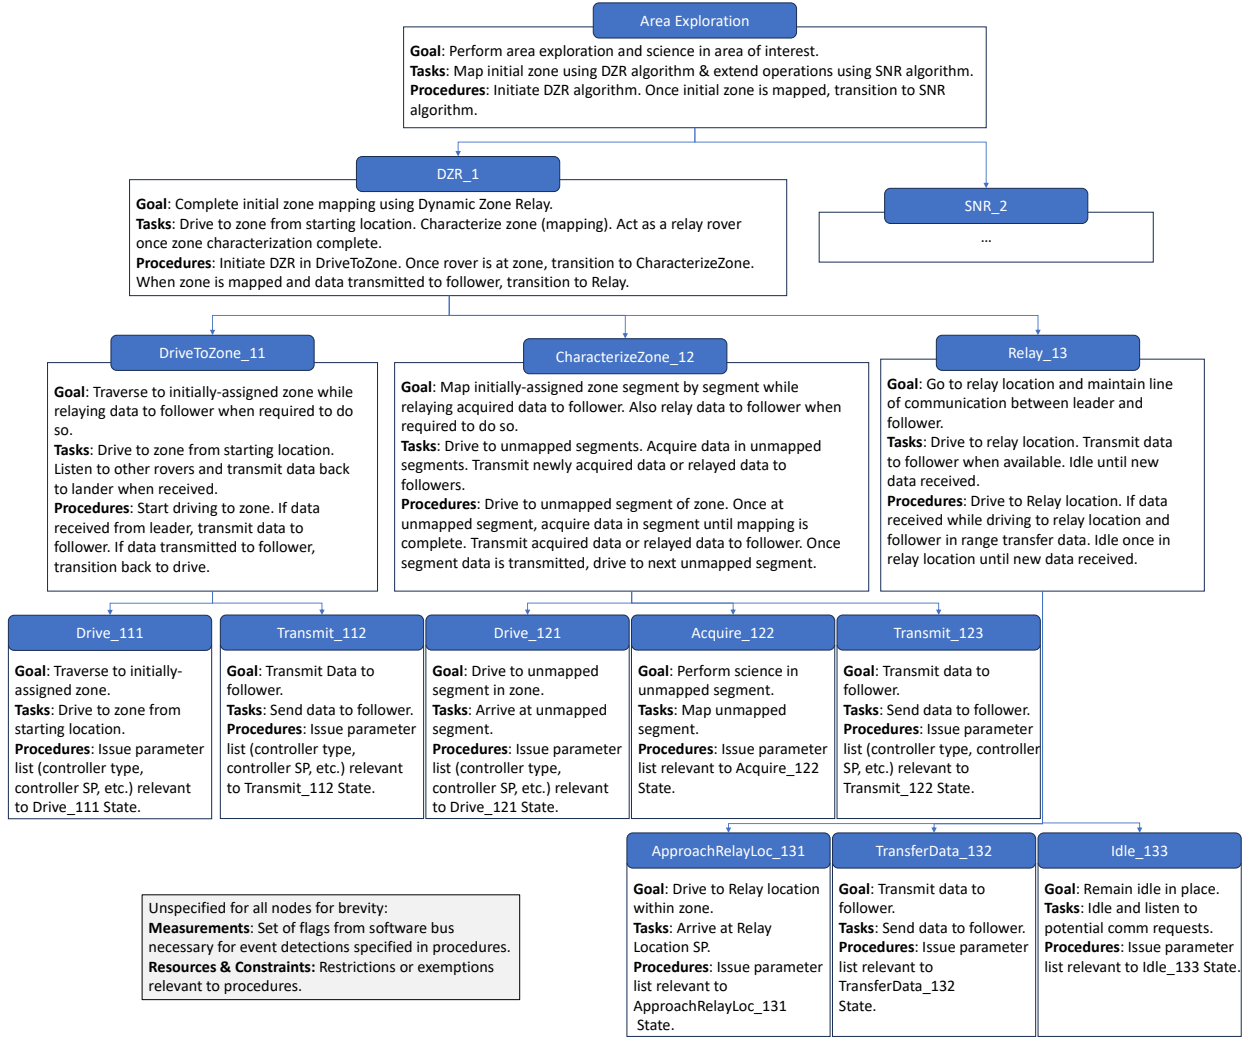 Area Exploration
Goal: Perform area exploration and science in area of interest.
Tasks: Map initial zone using DZR algorithm & extend operations using SNR algorithm.
Procedures: Initiate DZR algorithm. Once initial zone is mapped, transition to SNR
algorithm.
DZR_1
Goal: Complete initial zone mapping using Dynamic Zone Relay.
Tasks: Drive to zone from starting location. Characterize zone (mapping). Act as a relay rover
once zone characterization complete.
Procedures: Initiate DZR in DriveToZone. Once rover is at zone, transition to CharacterizeZone.
When zone is mapped and data transmitted to follower, transition to Relay.
SNR_2
...
DriveToZone_11
Goal: Traverse to initially-assigned zone while
relaying data to follower when required to do
so.
Tasks: Drive to zone from starting location.
Listen to other rovers and transmit data back
to lander when received.
Procedures: Start driving to zone. If data
received from leader, transmit data to
follower. If data transmitted to follower,
transition back to drive.
CharacterizeZone_12
Goal: Map initially-assigned zone segment by segment while
relaying acquired data to follower. Also relay data to follower when
required to do so.
Tasks: Drive to unmapped segments. Acquire data in unmapped
segments. Transmit newly acquired data or relayed data to
followers.
Procedures: Drive to unmapped segment of zone. Once at
unmapped segment, acquire data in segment until mapping is
complete. Transmit acquired data or relayed data to follower. Once
segment data is transmitted, drive to next unmapped segment.
Relay_13
Goal: Go to relay location and maintain line
of communication between leader and
follower.
Tasks: Drive to relay location. Transmit data
to follower when available. Idle until new
data received.
Procedures: Drive to Relay location. If data
received while driving to relay location and
follower in range transfer data. Idle once in
relay location until new data received.
Drive_111
Goal: Traverse to initially-
assigned zone.
Tasks: Drive to zone from
starting location.
Procedures: Issue parameter
list (controller type,
controller SP, etc.) relevant
to Drive_111 State.
Transmit_112
Goal: Transmit Data to
follower.
Tasks: Send data to follower.
Procedures: Issue parameter
list (controller type,
controller SP, etc.) relevant
to Transmit_112 State.
Drive_121
Goal: Drive to unmapped
segment in zone.
Tasks: Arrive at unmapped
segment.
Procedures: Issue parameter
list (controller type,
controller SP, etc.) relevant
to Drive_121 State.
Acquire_122
Goal: Perform science in
unmapped segment.
Tasks: Map unmapped
segment.
Procedures: Issue parameter
list relevant to Acquire_122
State.
Transmit_123
Goal: Transmit data to
follower.
Tasks: Send data to follower.
Procedures: Issue parameter
list (controller type, controller
SP, etc.) relevant to
Transmit_122 State.
ApproachRelayLoc_131
Goal: Drive to Relay location
within zone.
Tasks: Arrive at Relay
Location SP.
Procedures: Issue parameter
list relevant to
ApproachRelayLoc_131
State.
TransferData_132
Goal: Transmit data to
follower.
Tasks: Send data to follower.
Procedures: Issue parameter
list relevant to
TransferData_132
State.
Idle_133
Goal: Remain idle in place.
Tasks: Idle and listen to
potential comm requests.
Procedures: Issue parameter
list relevant to Idle_133 State.
Unspecified for all nodes for brevity:
Measurements: Set of flags from software bus
necessary for event detections specified in procedures.
Resources & Constraints: Restrictions or exemptions
relevant to procedures.